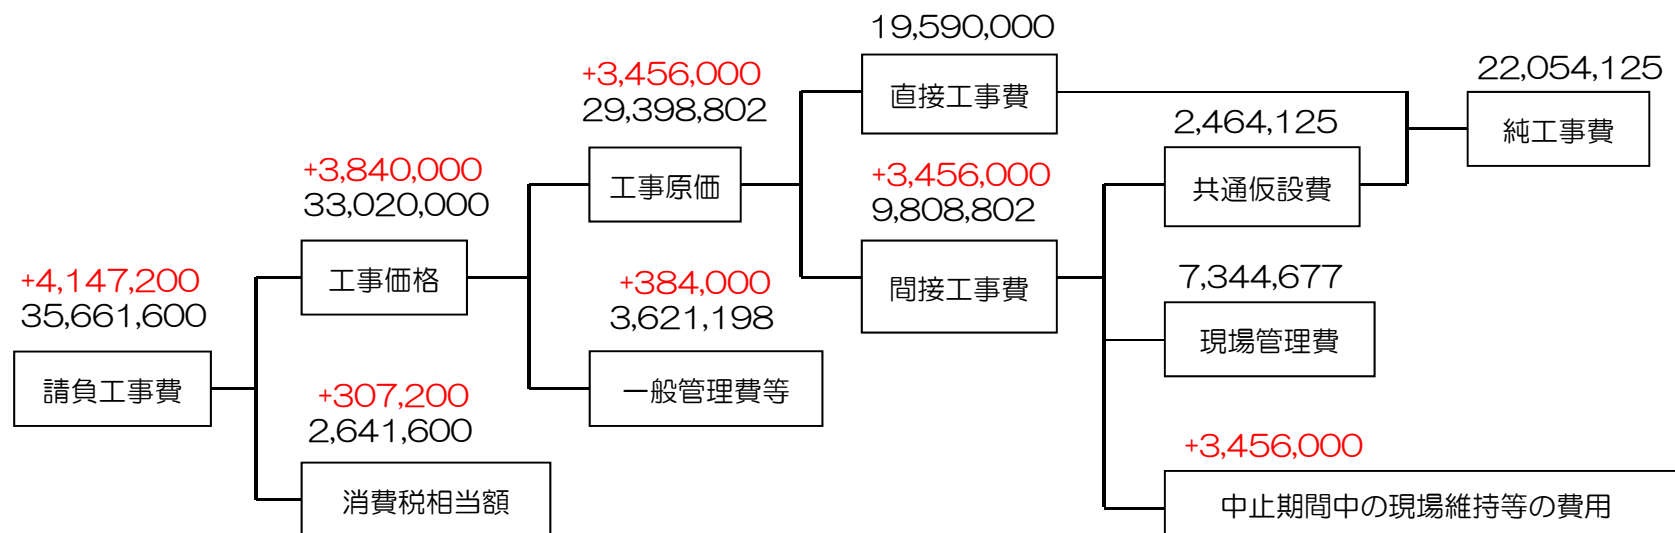 19,590,000
直接工事費
22,054,125
純工事費
+3,456,000
29,398,802
工事原価
2,464,125
共通仮設費
+3,840,000
33,020,000
工事価格
+3,456,000
9,808,802
間接工事費
+4,147,200
35,661,600
請負工事費
+384,000
3,621,198
一般管理費等
7,344,677
現場管理費
+307,200
2,641,600
消費税相当額
+3,456,000
中止期間中の現場維持等の費用